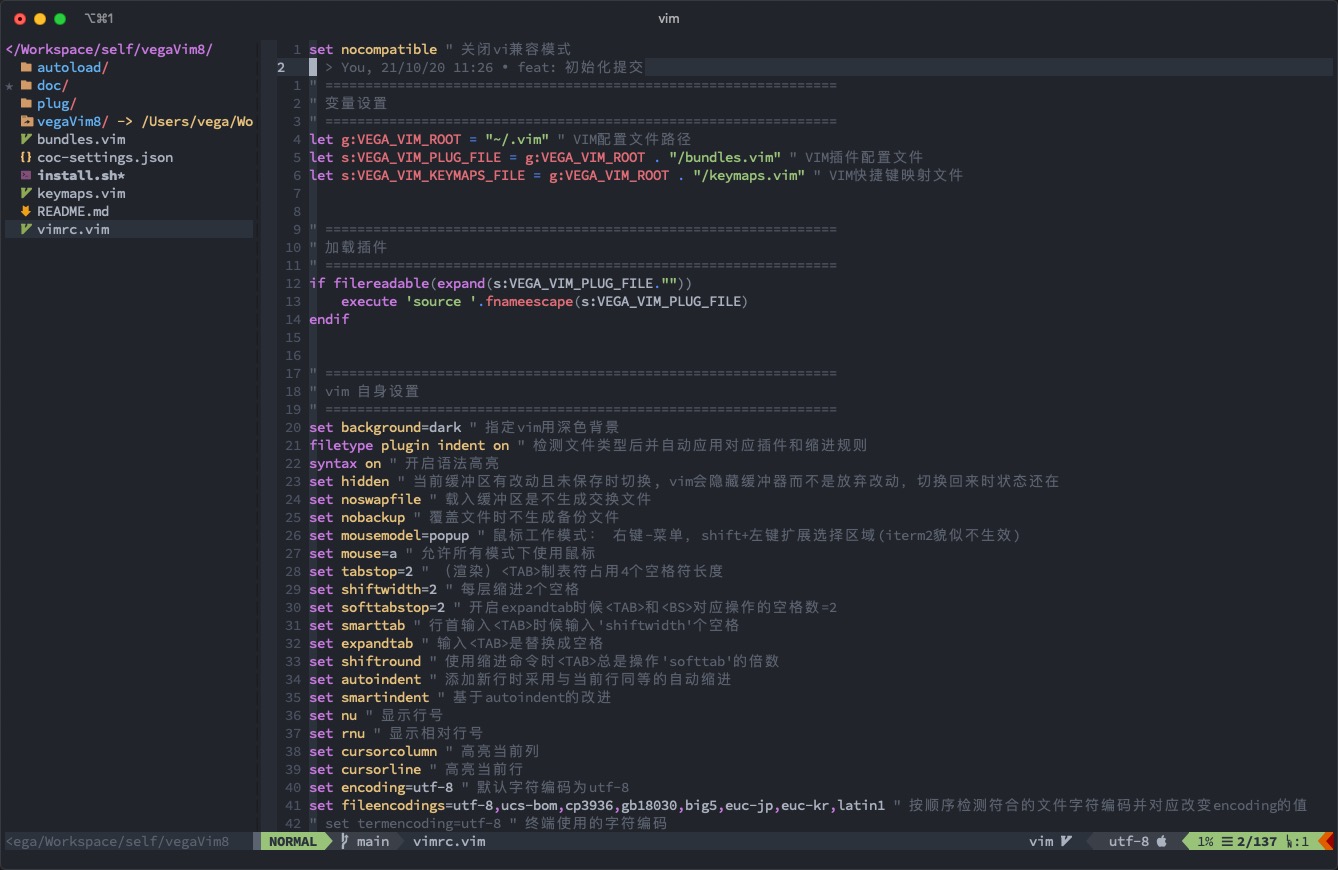 ⌥⌘1
vim
</Workspace/self/vegaVim8/
autoload/
doc/
plug/
vegaVim8/ -> /Users/vega/Wo
bundles.vim
{} coc-settings.json
install.sh*
keymaps.vim
README.md
vimrc.vim
1 set nocompatible " 关闭vi兼容模式
2 > You, 21/10/20 11:26 • feat: 初始化提交
1 " ================================================================
2 " 变量设置
3 " ================================================================
4 let g:VEGA_VIM_ROOT = "~/.vim" " VIM配置文件路径
5 let s:VEGA_VIM_PLUG_FILE = g:VEGA_VIM_ROOT . "/bundles.vim" " VIM插件配置文件
6 let s:VEGA_VIM_KEYMAPS_FILE = g:VEGA_VIM_ROOT . "/keymaps.vim" " VIM快捷键映射文件
7
8
9 " ================================================================
10 " 加载插件
11 " ================================================================
12 if filereadable(expand(s:VEGA_VIM_PLUG_FILE.""))
13 execute 'source '.fnameescape(s:VEGA_VIM_PLUG_FILE)
14 endif
15
16
17 " ================================================================
18 " vim 自身设置
19 " ================================================================
20 set background=dark " 指定vim用深色背景
21 filetype plugin indent on " 检测文件类型后并自动应用对应插件和缩进规则
22 syntax on " 开启语法高亮
23 set hidden " 当前缓冲区有改动且未保存时切换, vim会隐藏缓冲器而不是放弃改动, 切换回来时状态还在
24 set noswapfile " 载入缓冲区是不生成交换文件
25 set nobackup " 覆盖文件时不生成备份文件
26 set mousemodel=popup " 鼠标工作模式： 右键-菜单, shift+左键扩展选择区域(iterm2貌似不生效)
27 set mouse=a " 允许所有模式下使用鼠标
28 set tabstop=2 " （渲染）<TAB>制表符占用4个空格符长度
29 set shiftwidth=2 " 每层缩进2个空格
30 set softtabstop=2 " 开启expandtab时候<TAB>和<BS>对应操作的空格数=2
31 set smarttab " 行首输入<TAB>时候输入'shiftwidth'个空格
32 set expandtab " 输入<TAB>是替换成空格
33 set shiftround " 使用缩进命令时<TAB>总是操作'softtab'的倍数
34 set autoindent " 添加新行时采用与当前行同等的自动缩进
35 set smartindent " 基于autoindent的改进
36 set nu " 显示行号
37 set rnu " 显示相对行号
38 set cursorcolumn " 高亮当前列
39 set cursorline " 高亮当前行
40 set encoding=utf-8 " 默认字符编码为utf-8
41 set fileencodings=utf-8,ucs-bom,cp3936,gb18030,big5,euc-jp,euc-kr,latin1 " 按顺序检测符合的文件字符编码并对应改变encoding的值
42 " set termencoding=utf-8 " 终端使用的字符编码
<ega/Workspace/self/vegaVim8 NORMAL main vimrc.vim vim utf-8 1% ☰ 2/137 :1